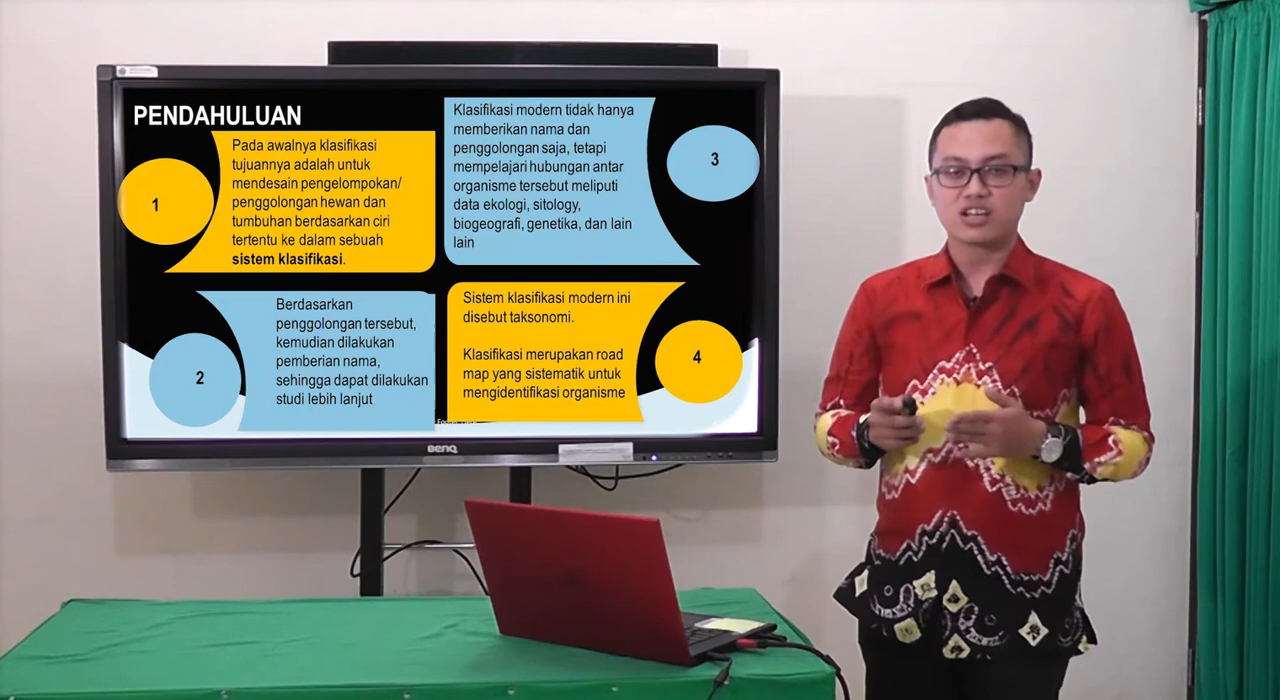 PENDAHULUAN
1
Pada awalnya klasifikasi
tujuannya adalah untuk
mendesain pengelompokan/
penggolongan hewan dan
tumbuhan berdasarkan ciri
tertentu ke dalam sebuah
sistem klasifikasi.
2
Berdasarkan
penggolongan tersebut,
kemudian dilakukan
pemberian nama,
sehingga dapat dilakukan
studi lebih lanjut
Klasifikasi modern tidak hanya
memberikan nama dan
penggolongan saja, tetapi
mempelajari hubungan antar
organisme tersebut meliputi
data ekologi, sitology,
biogeografi, genetika, dan lain
lain
3
Sistem klasifikasi modern ini
disebut taksonomi.
Klasifikasi merupakan road
map yang sistematik untuk
mengidentifikasi organisme
4
BenQ